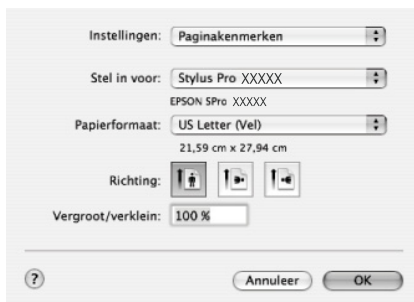 Instellingen: Paginakenmerken
Stel in voor: Stylus Pro XXXXX
EPSON SPro XXXXX
Papierformaat: US Letter (Vel)
21,59 cm x 27,94 cm
Richting:
Vergroot/verklein: 100 %
? Annuleer OK